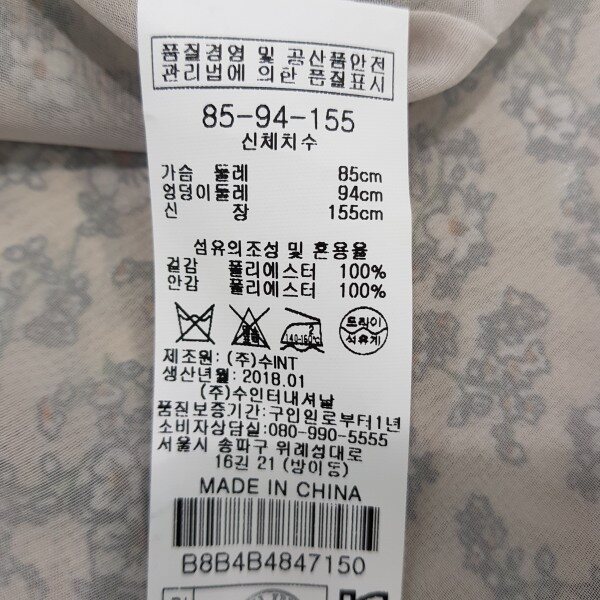 품질경영 및 공산품안전
관리법에 의한 품질표시
85-94-155
신체치수
가슴 둘레 85cm
엉덩이둘레 94cm
신 장 155cm
섬유의조성 및 혼용율
겉감 폴리에스터 100%
안감 폴리에스터 100%
140-160℃
드라이
석유계
제조원: (주)수INT
생산년월: 2018.01
(주)수인터내셔날
품질보증기간: 구입일로부터1년
소비자상담실: 080-990-5555
서울시 송파구 위례성대로
16길 21 (방이동)
MADE IN CHINA
B8B4B4847150